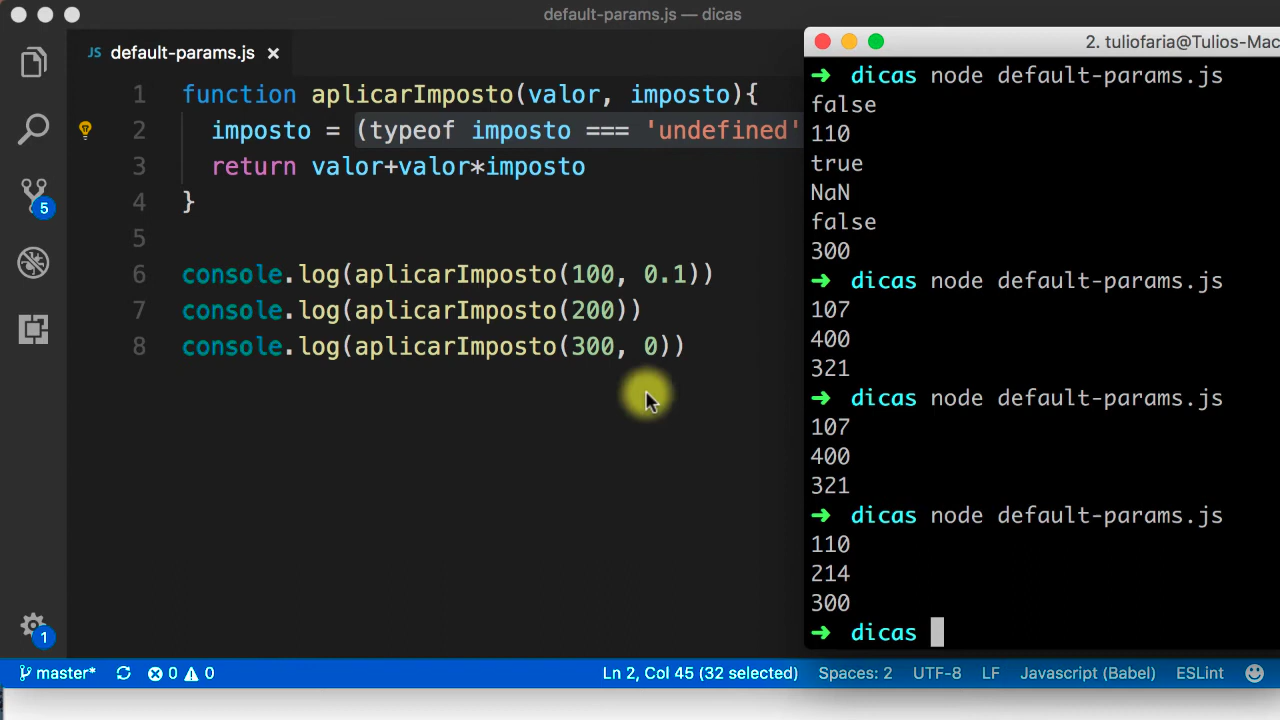 default-params.js — dicas
JS default-params.js ×
1 function aplicarImposto(valor, imposto){
2 imposto = (typeof imposto === 'undefined'
3 return valor+valor*imposto
4 }
5
6 console.log(aplicarImposto(100, 0.1))
7 console.log(aplicarImposto(200))
8 console.log(aplicarImposto(300, 0))
5
1
master* 0 0 Ln 2, Col 45 (32 selected) Spaces: 2 UTF-8 LF Javascript (Babel) ESLint
2. tuliofaria@Tulios-Mac
➜ dicas node default-params.js
false
110
true
NaN
false
300
➜ dicas node default-params.js
107
400
321
➜ dicas node default-params.js
107
400
321
➜ dicas node default-params.js
110
214
300
➜ dicas